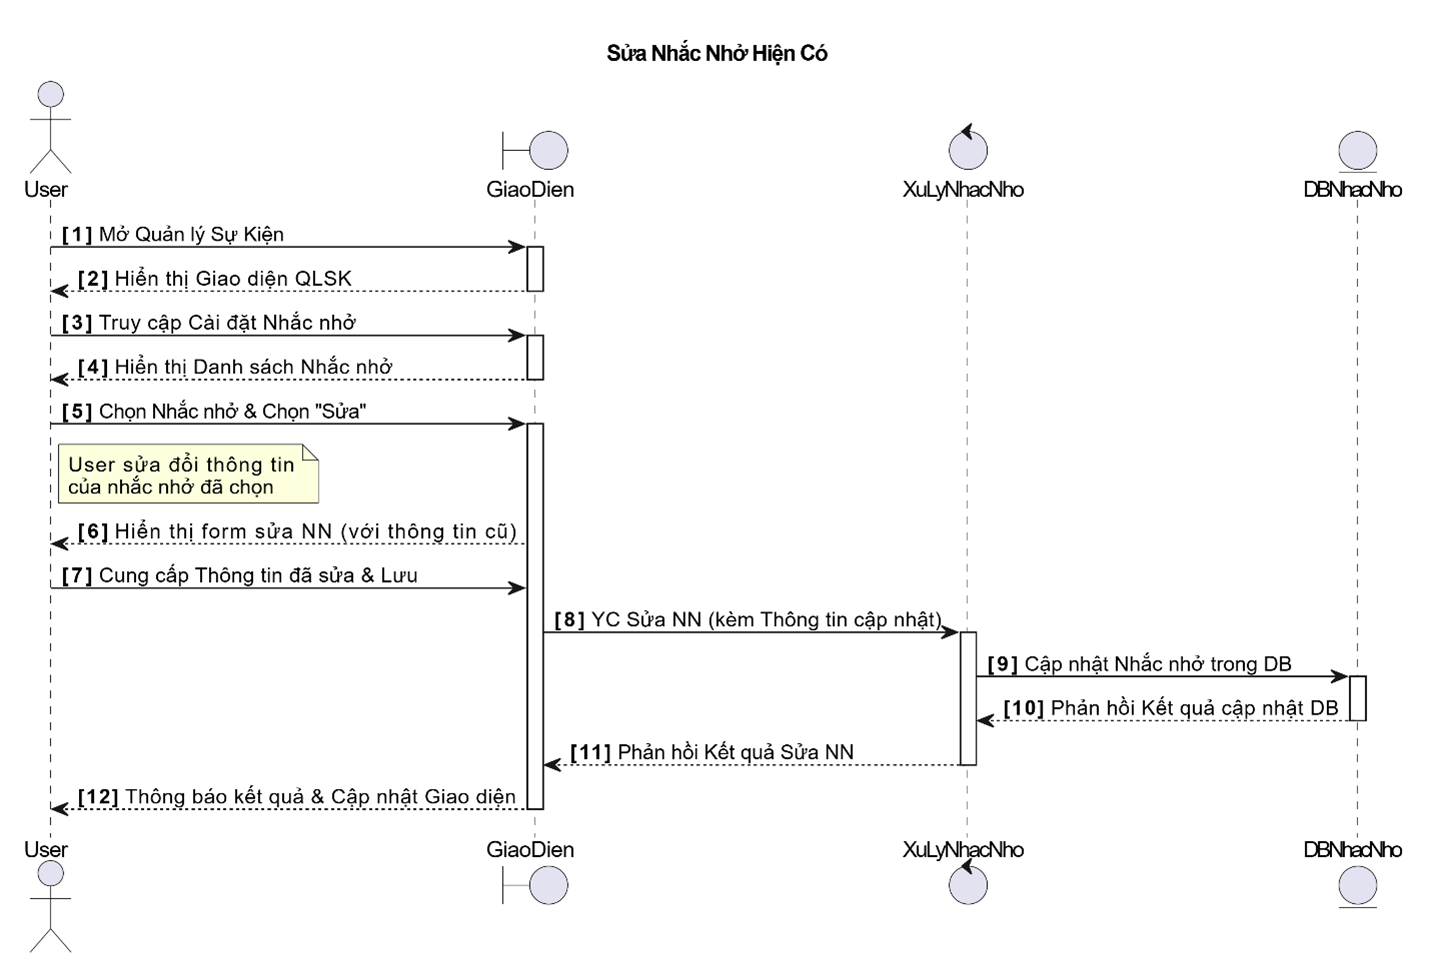 Sửa Nhắc Nhở Hiện Có
User
GiaoDien
XuLyNhacNho
DBNhacNho
[1] Mở Quản lý Sự Kiện
[2] Hiển thị Giao diện QLSK
[3] Truy cập Cài đặt Nhắc nhở
[4] Hiển thị Danh sách Nhắc nhở
[5] Chọn Nhắc nhở & Chọn "Sửa"
User sửa đổi thông tin
của nhắc nhở đã chọn
[6] Hiển thị form sửa NN (với thông tin cũ)
[7] Cung cấp Thông tin đã sửa & Lưu
[8] YC Sửa NN (kèm Thông tin cập nhật)
[9] Cập nhật Nhắc nhở trong DB
[10] Phản hồi Kết quả cập nhật DB
[11] Phản hồi Kết quả Sửa NN
[12] Thông báo kết quả & Cập nhật Giao diện
User
GiaoDien
XuLyNhacNho
DBNhacNho